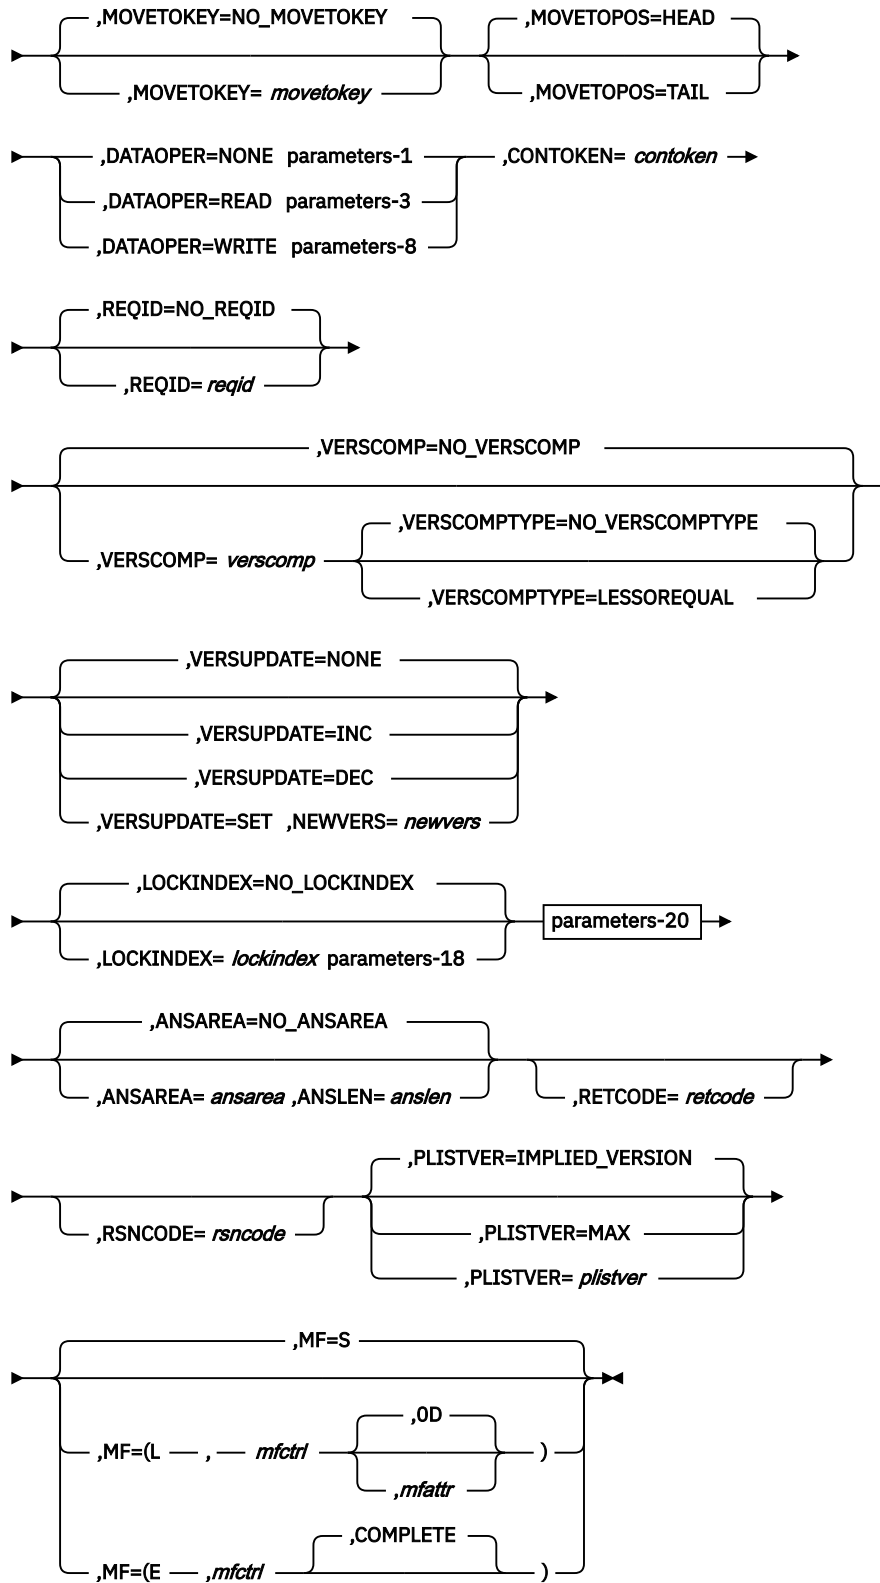 ,MOVETOKEY=NO_MOVETOKEY ,MOVETOPOS=HEAD
,MOVETOKEY= movetokey ,MOVETOPOS=TAIL
,DATAOPER=NONE parameters-1 ,CONTOKEN= contoken
,DATAOPER=READ parameters-3
,DATAOPER=WRITE parameters-8
,REQID=NO_REQID
,REQID= reqid
,VERSCOMP=NO_VERSCOMP
,VERSCOMPTYPE=NO_VERSCOMPTYPE
,VERSCOMP= verscomp
,VERSCOMPTYPE=LESSOREQUAL
,VERSUPDATE=NONE
,VERSUPDATE=INC
,VERSUPDATE=DEC
,VERSUPDATE=SET ,NEWVERS= newvers
,LOCKINDEX=NO_LOCKINDEX
parameters-20
,LOCKINDEX= lockindex parameters-18
,ANSAREA=NO_ANSAREA
,ANSAREA= ansarea ,ANSLEN= anslen ,RETCODE= retcode
,PLISTVER=IMPLIED_VERSION
,RSNCODE= rsncode ,PLISTVER=MAX
,PLISTVER= plistver
,MF=S
,0D
,MF=(L , mfctrl )
,mfattr
,COMPLETE
,MF=(E ,mfctrl )